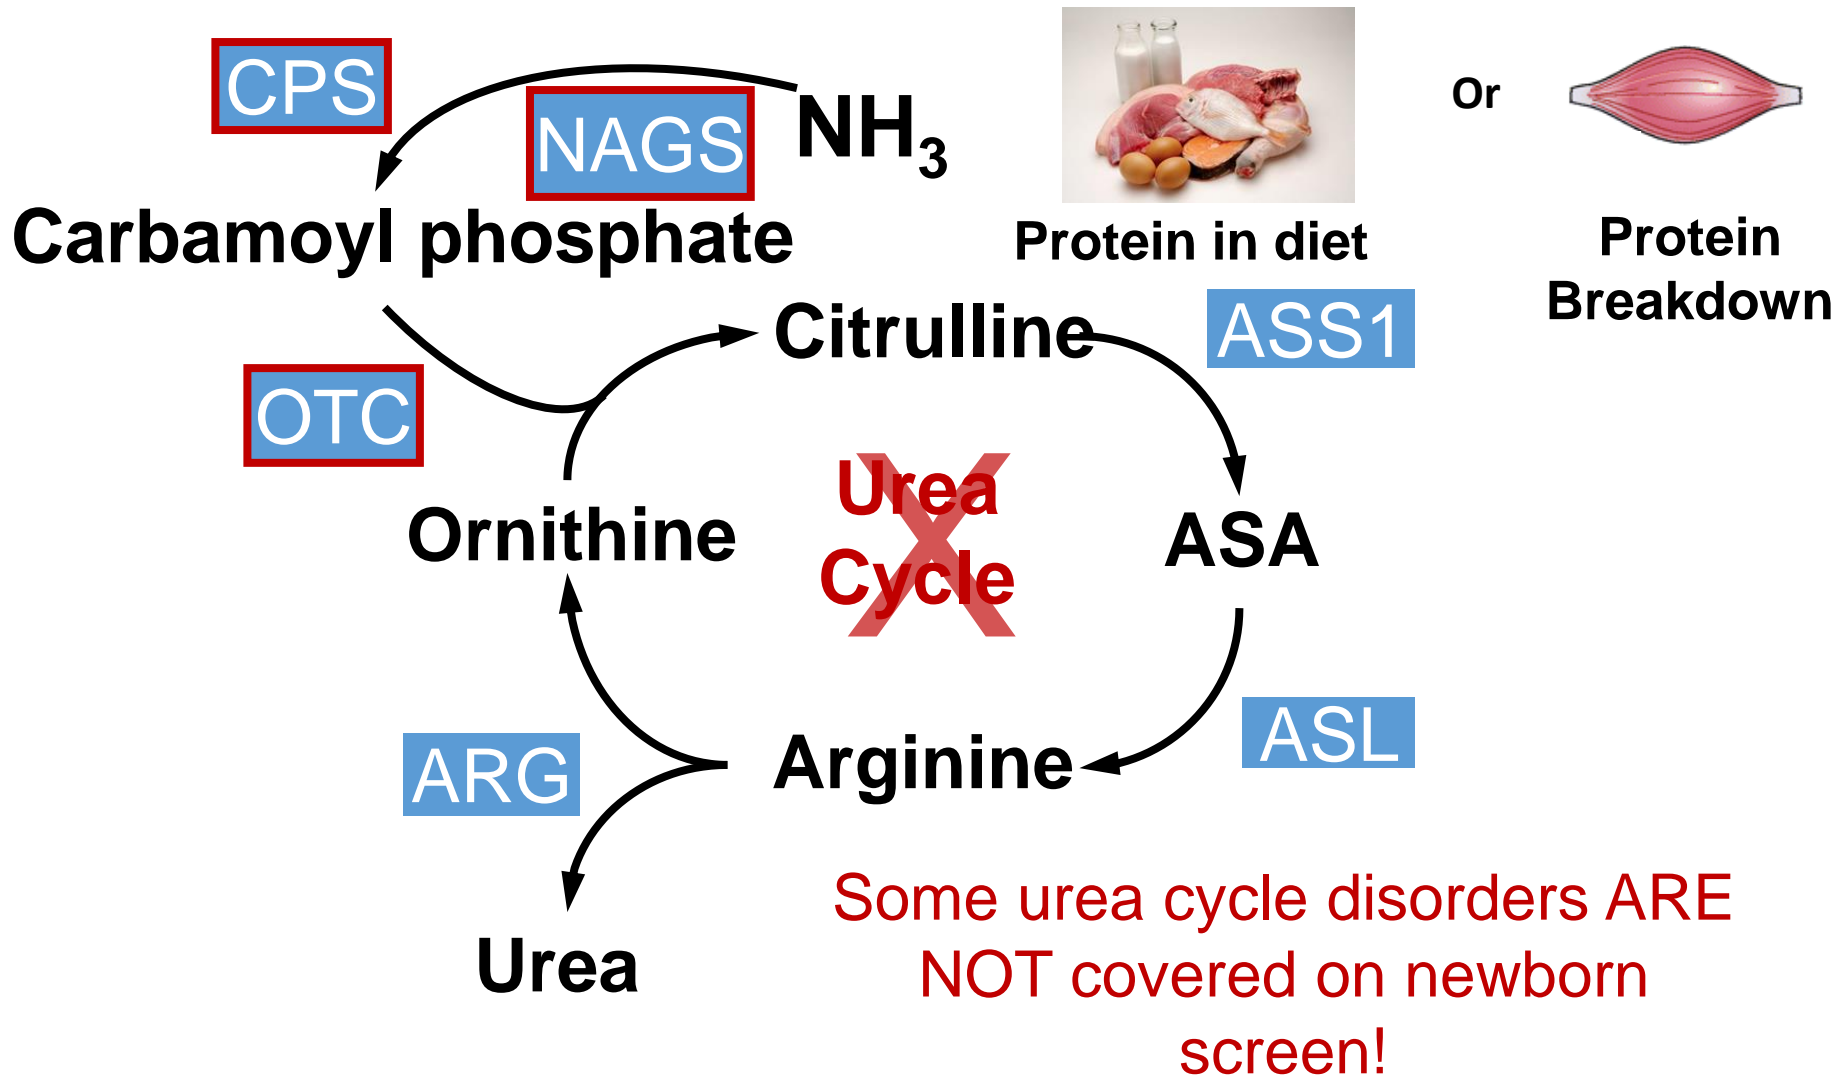 CPS
NAGS
NH₃
Or
Carbamoyl phosphate
Protein in diet
Protein
Breakdown
Citrulline
ASS1
OTC
Urea
Cycle
X
Ornithine
ASA
ARG
Arginine
ASL
Urea
Some urea cycle disorders ARE
NOT covered on newborn
screen!